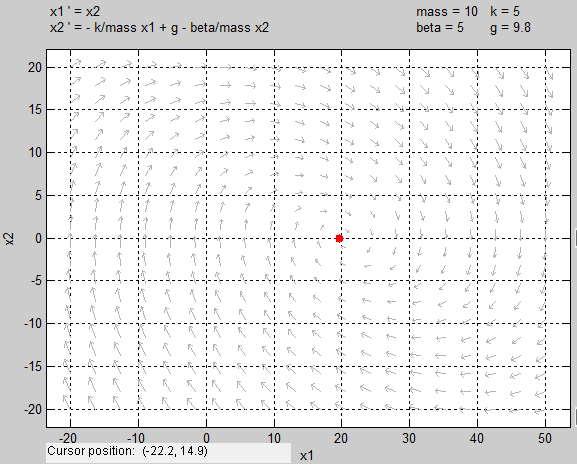 x1 ' = x2
x2 ' = - k/mass x1 + g - beta/mass x2
mass = 10 k = 5
beta = 5 g = 9.8
20
15
10
5
0
-5
-10
-15
-20
x2
-20 -10 0 10 20 30 40 50
x1
Cursor position: (-22.2, 14.9)